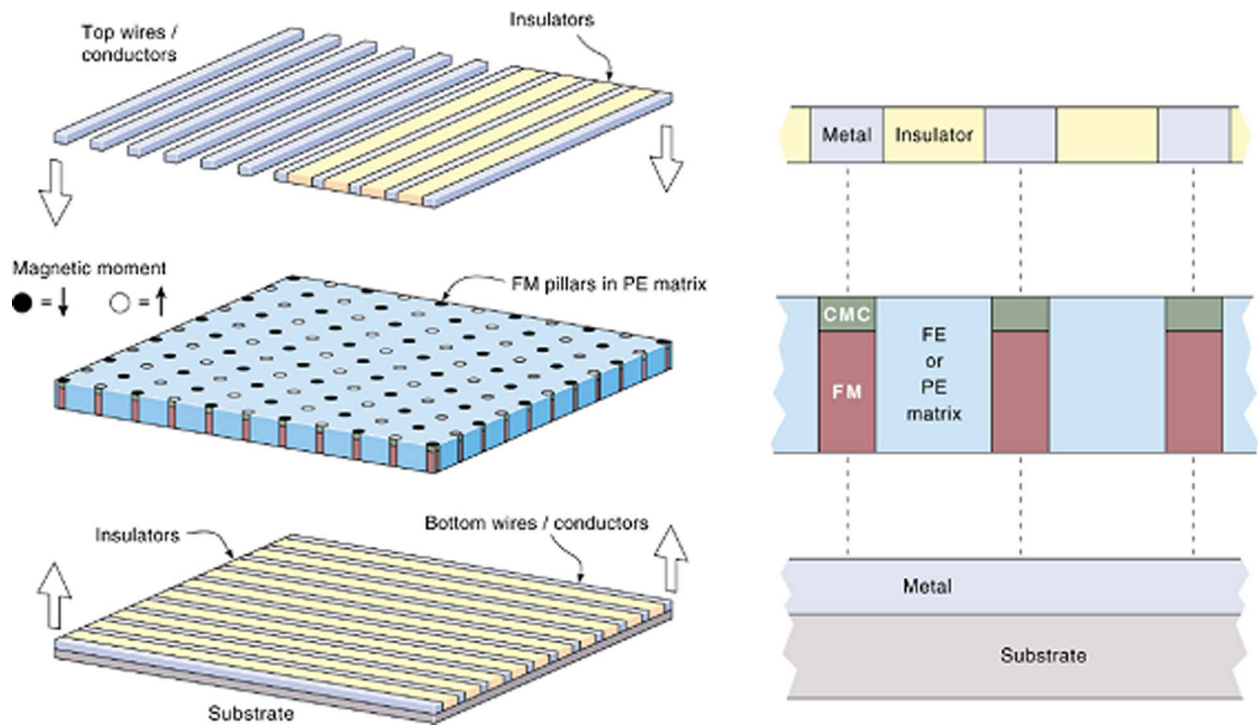 Top wires /
conductors
Insulators
Magnetic moment
= ↓ = ↑
FM pillars in PE matrix
Insulators
Bottom wires / conductors
Substrate
Metal
Insulator
CMC
FM
FE
or
PE
matrix
Metal
Substrate